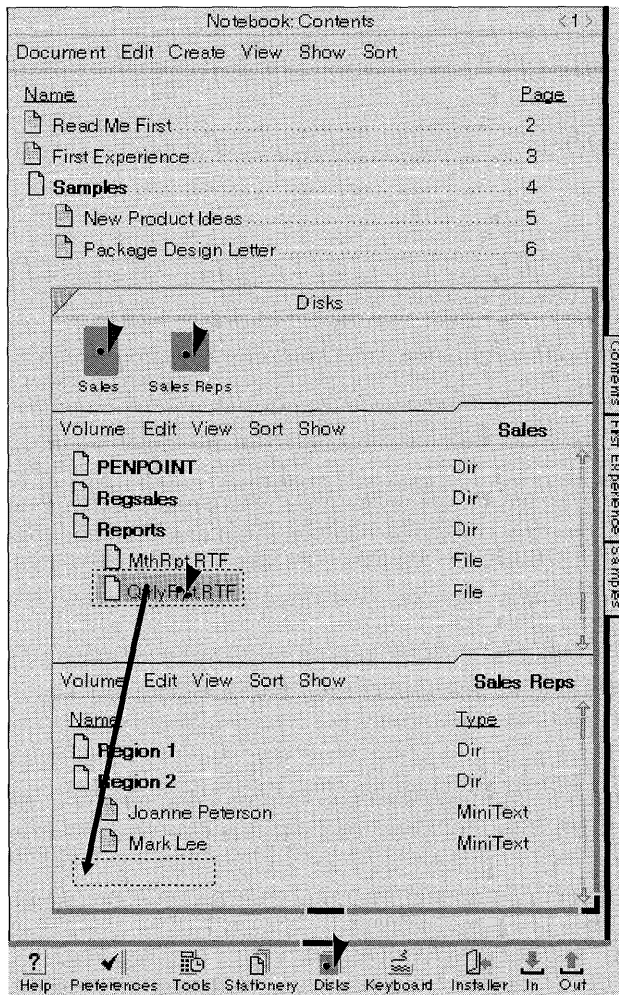 Notebook: Contents < 1 >
Document Edit Create View Show Sort
Name Page
Read Me First 2
First Experience 3
Samples 4
New Product Ideas 5
Package Design Letter 6
Disks
Sales Sales Reps
Volume Edit View Sort Show Sales
PENPOINT Dir
Regsales Dir
Reports Dir
MthRpt.RTF File
QrtlyRpt.RTF File
Volume Edit View Sort Show Sales Reps
Name Type
Region 1 Dir
Region 2 Dir
Joanne Peterson MiniText
Mark Lee MiniText
Contents
First Experience
Samples
?
Help Preferences Tools Stationery Disks Keyboard Installer In Out